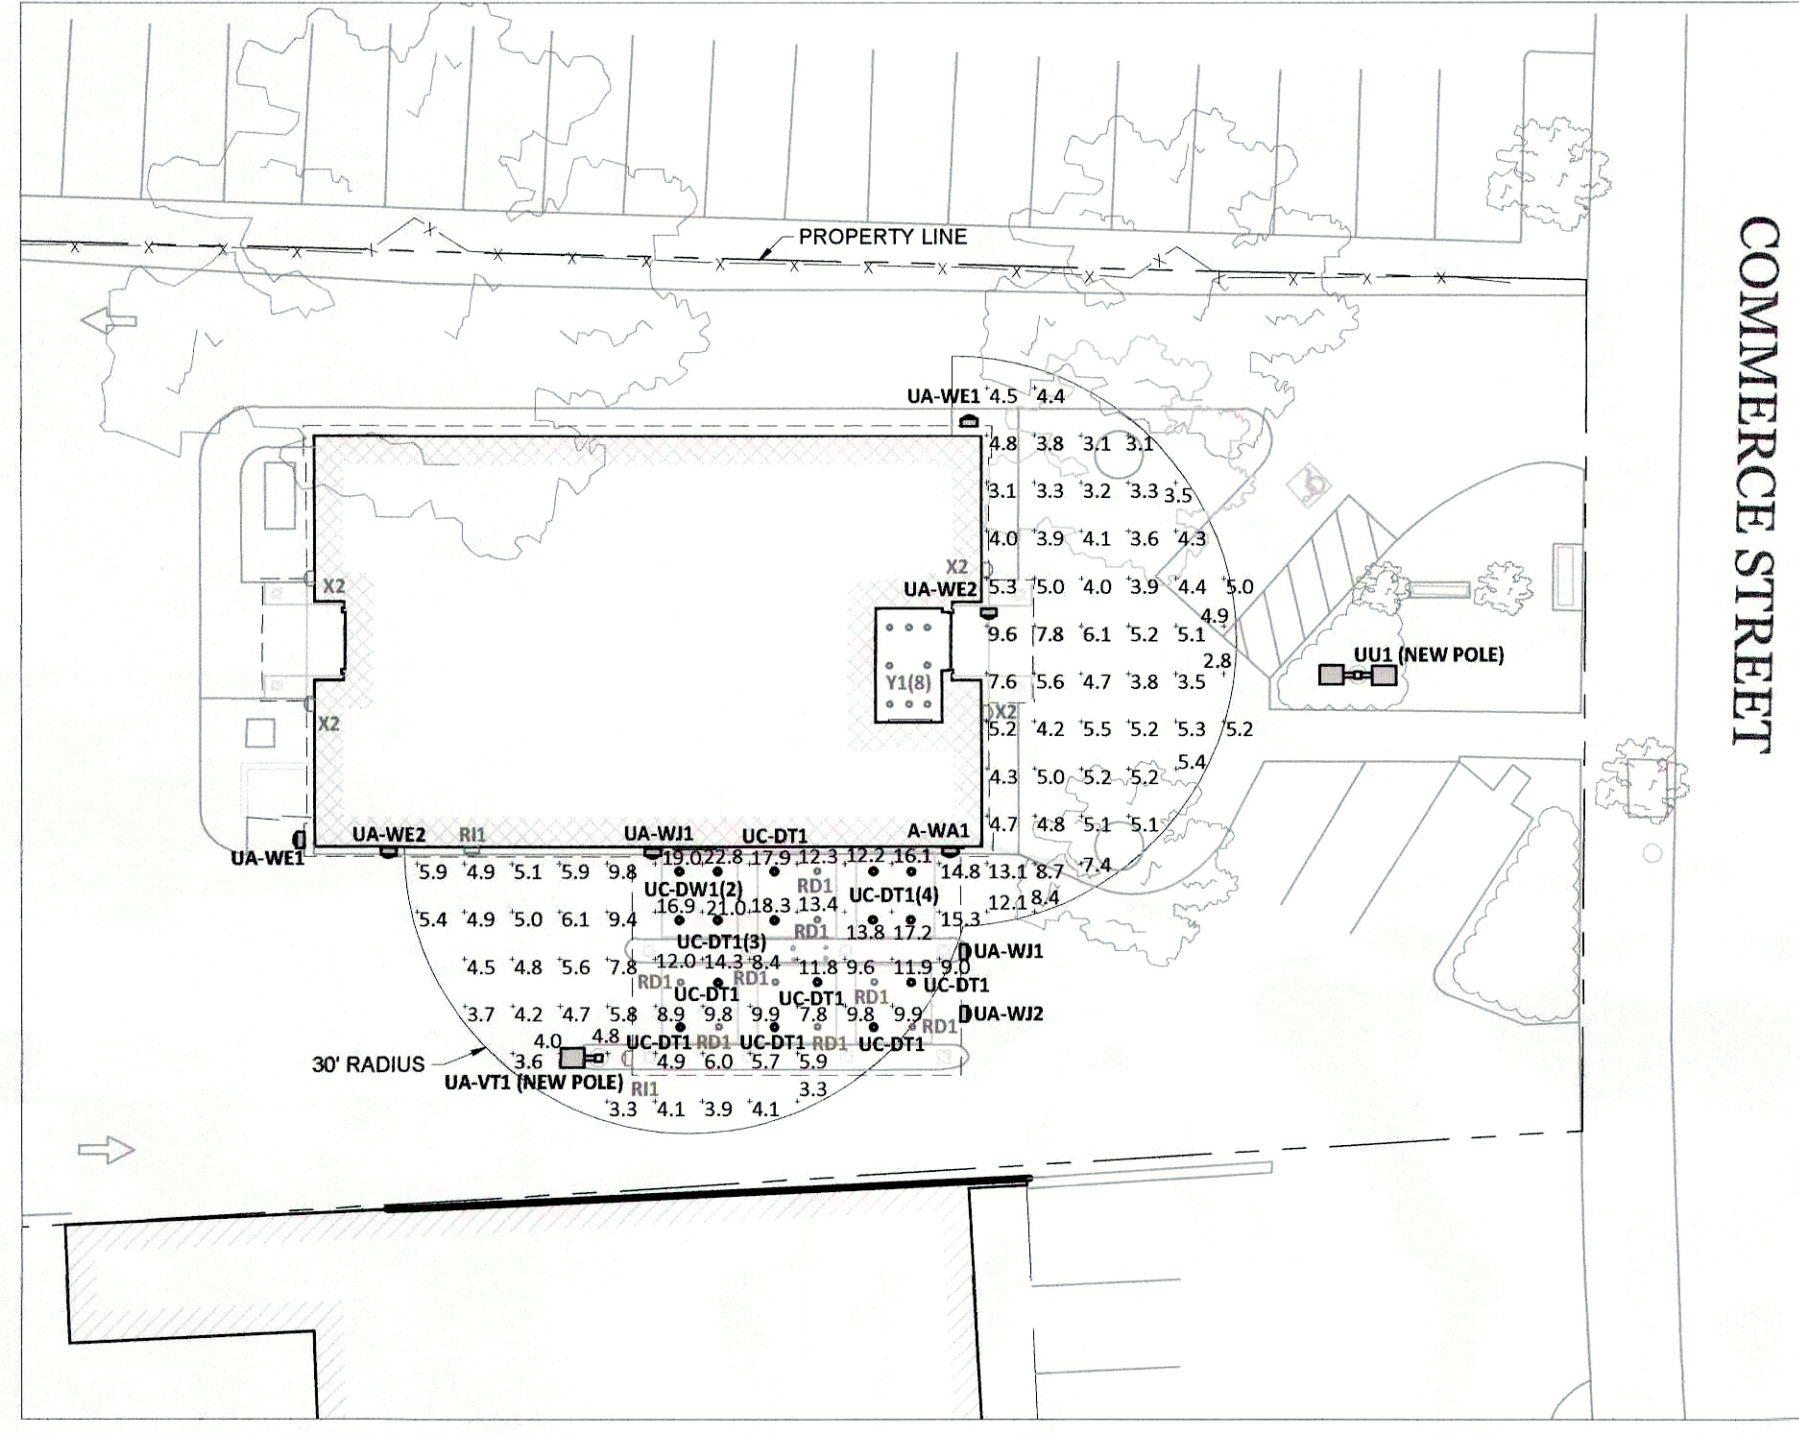 PROPERTY LINE
COMMERCE STREET
UA-WE1 4.5 4.4
4.8 3.8 3.1 3.1
3.1 3.3 3.2 3.3 3.5
4.0 3.9 4.1 3.6 4.3
X2 X2
UA-WE2 5.3 5.0 4.0 3.9 4.4 5.0
4.9
9.6 7.8 6.1 5.2 5.1
UU1 (NEW POLE)
2.8
Y1(8) 7.6 5.6 4.7 3.8 3.5
X2 X2
5.2 4.2 5.5 5.2 5.3 5.2
5.4
4.3 5.0 5.2 5.2
4.7 4.8 5.1 5.1
UA-WE2 RI1 UA-WJ1 UC-DT1 A-WA1
UA-WE1
19.0 22.8 17.9 12.3 12.2 16.1
7.4
5.9 4.9 5.1 5.9 9.8 14.8 13.1 8.7
RD1
UC-DW1(2) UC-DT1(4)
8.4
12.1
16.9 21.0 18.3 13.4
5.4 4.9 5.0 6.1 9.4 15.3
RD1 13.8 17.2
UC-DT1(3)
UA-WJ1
12.0 14.3 8.4
4.5 4.8 5.6 7.8 11.8 9.6 11.9 9.0
RD1 RD1
UC-DT1 UC-DT1 RD1 UC-DT1
3.7 4.2 4.7 5.8 8.9 9.8 9.9 7.8 9.8 9.9
UA-WJ2
RD1
4.0 4.8 UC-DT1 RD1 UC-DT1 RD1 UC-DT1
30' RADIUS 3.6 4.9 6.0 5.7 5.9
UA-VT1 (NEW POLE) RI1 3.3
3.3 4.1 3.9 4.1